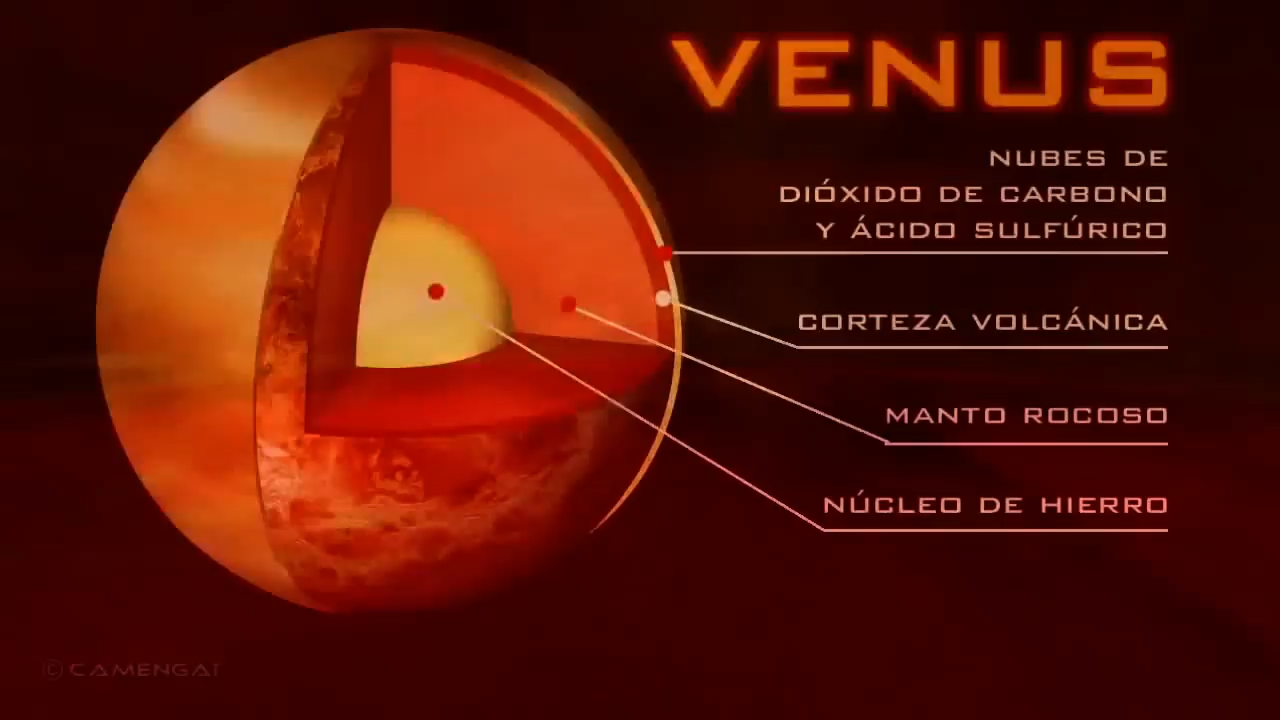 VENUS
NUBES DE
DIÓXIDO DE CARBONO
Y ÁCIDO SULFÚRICO
CORTEZA VOLCÁNICA
MANTO ROCOSO
NÚCLEO DE HIERRO
© CAMENGAI